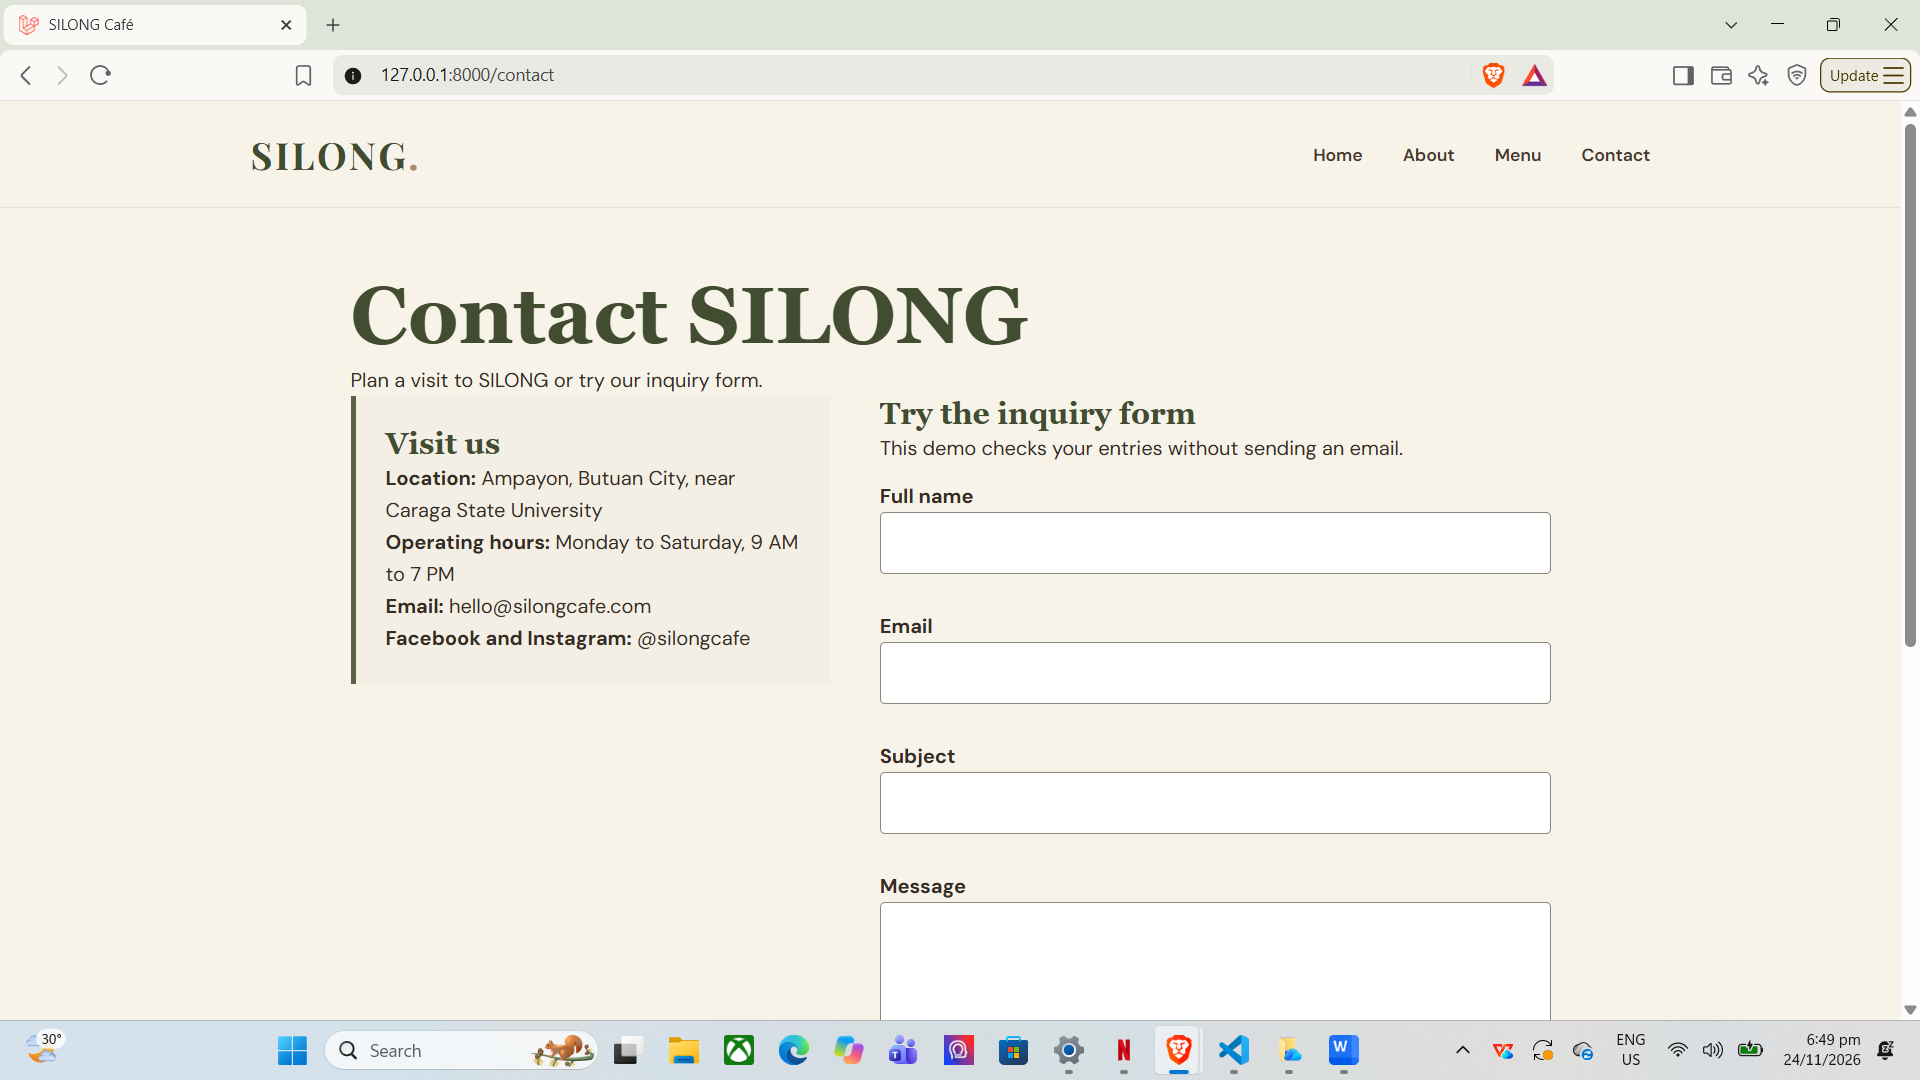 SILONG Café
127.0.0.1:8000/contact
Update
SILONG.
Home
About
Menu
Contact
Contact SILONG
Plan a visit to SILONG or try our inquiry form.
Visit us
Location: Ampayon, Butuan City, near
Caraga State University
Operating hours: Monday to Saturday, 9 AM
to 7 PM
Email: hello@silongcafe.com
Facebook and Instagram: @silongcafe
Try the inquiry form
This demo checks your entries without sending an email.
Full name
Email
Subject
Message
30°
Search
ENG
US
6:49 pm
24/11/2026